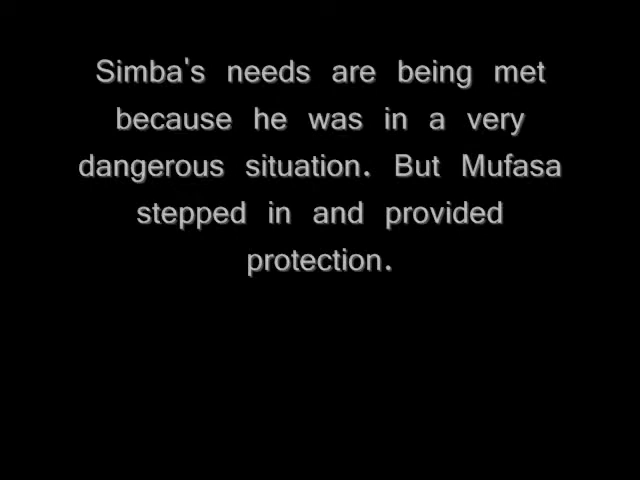 Simba's needs are being met
because he was in a very
dangerous situation. But Mufasa
stepped in and provided
protection.